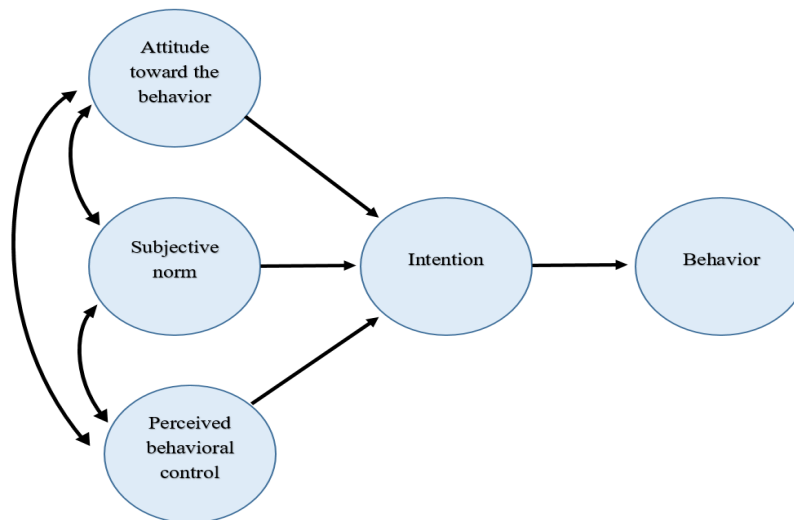 Attitude
toward the
behavior
Subjective
norm
Intention
Behavior
Perceived
behavioral
control